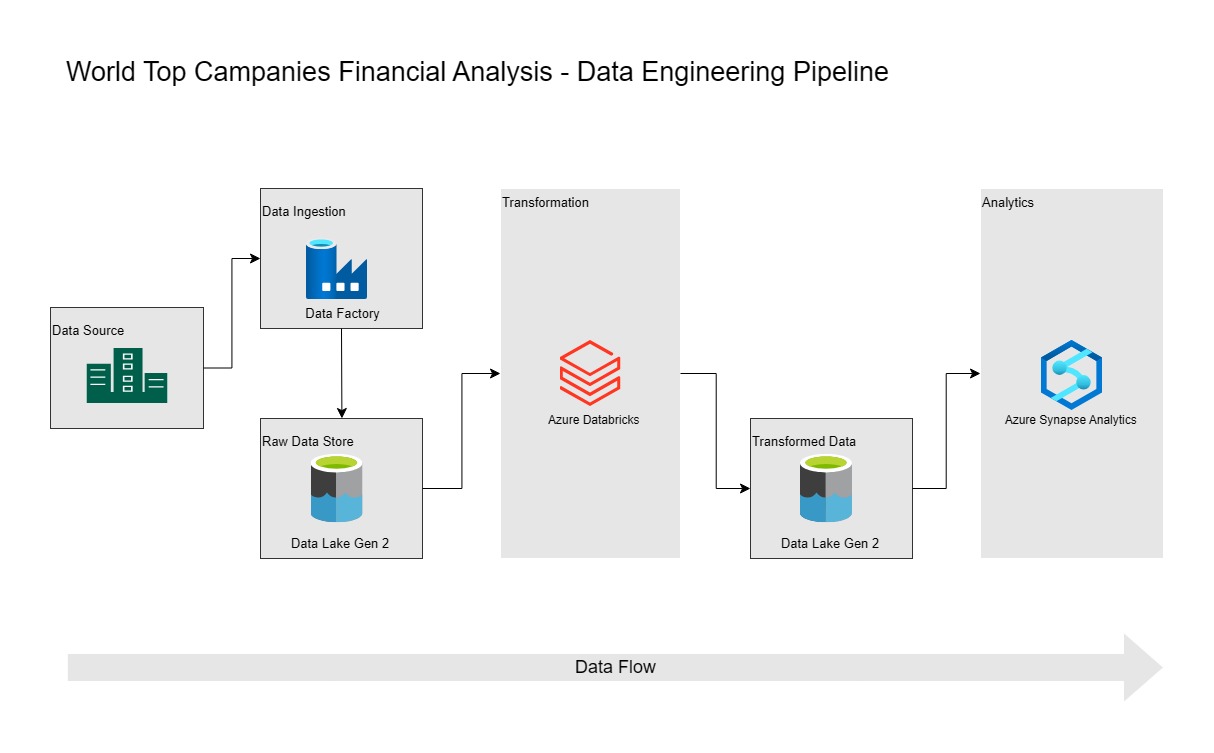 World Top Campanies Financial Analysis - Data Engineering Pipeline
Data Source
Data Ingestion
Data Factory
Raw Data Store
Data Lake Gen 2
Transformation
Azure Databricks
Transformed Data
Data Lake Gen 2
Analytics
Azure Synapse Analytics
Data Flow